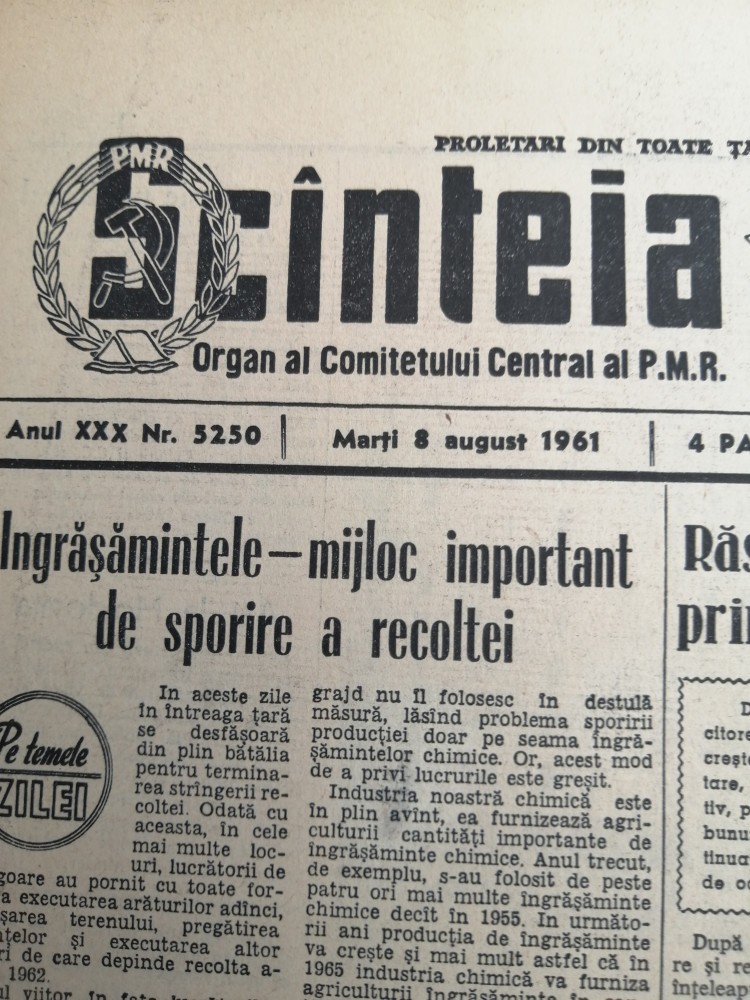 PROLETARI DIN TOATE
PMR
Scînteia
Organ al Comitetului Central al P.M.R.
Anul XXX Nr. 5250
Marți 8 august 1961
4
Ingrășămintele — mijloc important
de sporire a recoltei
Pe temele
ZILEI
In aceste zile
în întreaga țară
se desfășoară
din plin bătălia
pentru termina-
rea strîngerii re-
coltei. Odată cu
aceasta, în cele
mai multe loc-
uri, lucrătorii de
au pornit cu toate for-
a executarea arăturilor adînci,
terenului, pregătirea
și executarea altor
de care depinde recolta a-
1962.
viitor, în
grajd nu îl folosesc în destulă
măsură, lăsînd problema sporirii
producției doar pe seama îngră-
șămintelor chimice. Or, acest mod
de a privi lucrurile este greșit.
Industria noastră chimică este
în plin avînt, ea furnizează agri-
culturii cantități importante de
îngrășăminte chimice. Anul trecut,
de exemplu, s-au folosit de peste
patru ori mai multe îngrășăminte
chimice decît în 1955. In următo-
rii ani producția de îngrășăminte
va crește și mai mult astfel că în
1965 industria chimică va furniza
agriculturii îngrășăminte
citore
crește
tare,
tiv, p
bunu
tinua
de
După
re și re
înțelean